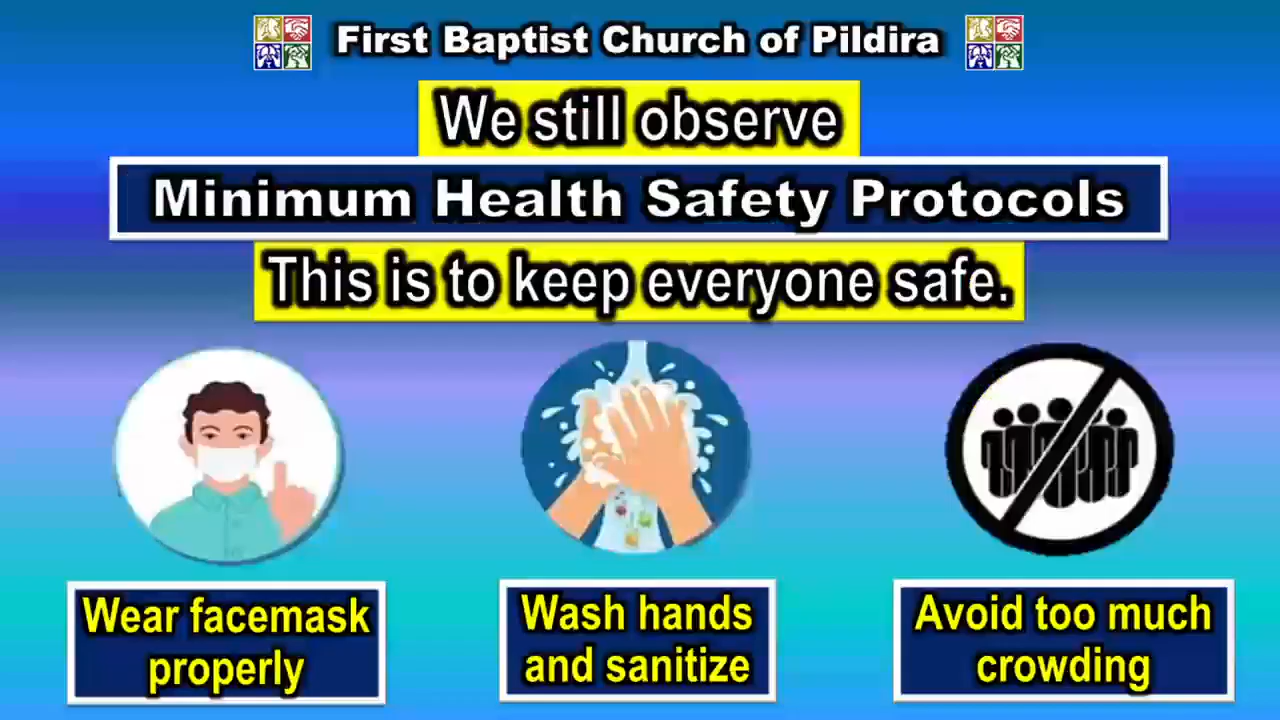 First Baptist Church of Pildira
We still observe
Minimum Health Safety Protocols
This is to keep everyone safe.
Wear facemask
properly
Wash hands
and sanitize
Avoid too much
crowding